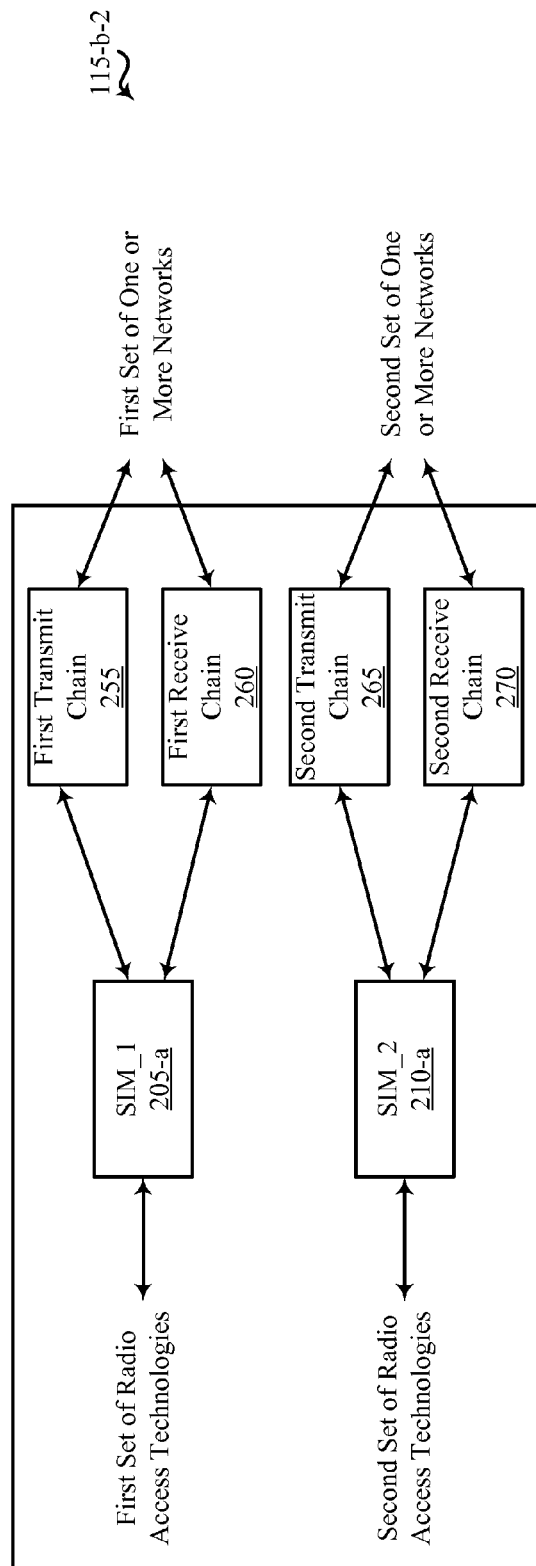 115-b-2
First Set of Radio
Access Technologies
SIM_1
205-a
First Transmit
Chain
255
First Receive
Chain
260
First Set of One or
More Networks
Second Set of Radio
Access Technologies
SIM_2
210-a
Second Transmit
Chain
265
Second Receive
Chain
270
Second Set of One
or More Networks